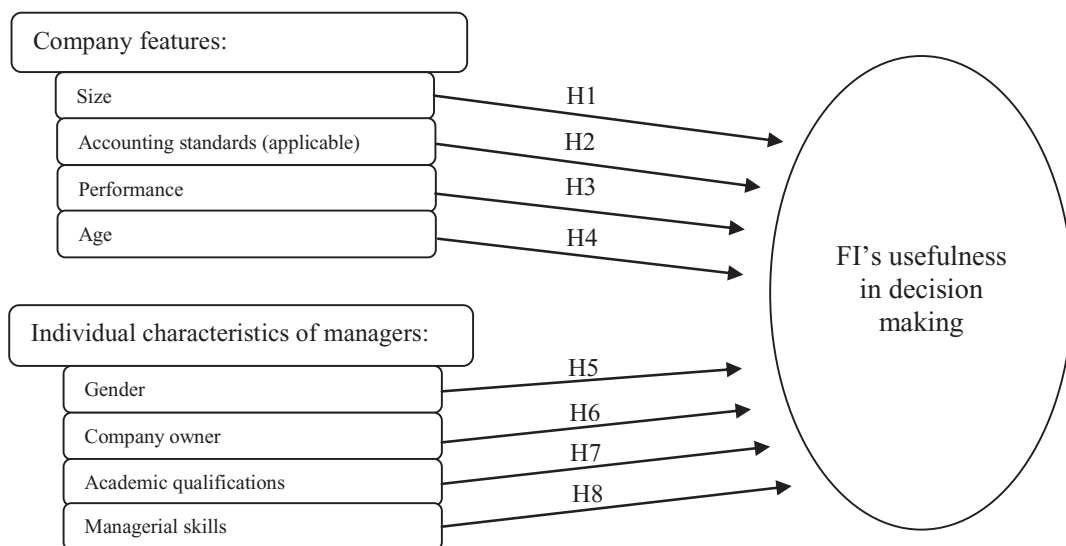 Company features:
Size
H1
Accounting standards (applicable)
H2
Performance
H3
Age
H4
FI's usefulness
in decision
making
Individual characteristics of managers:
Gender
H5
Company owner
H6
Academic qualifications
H7
Managerial skills
H8